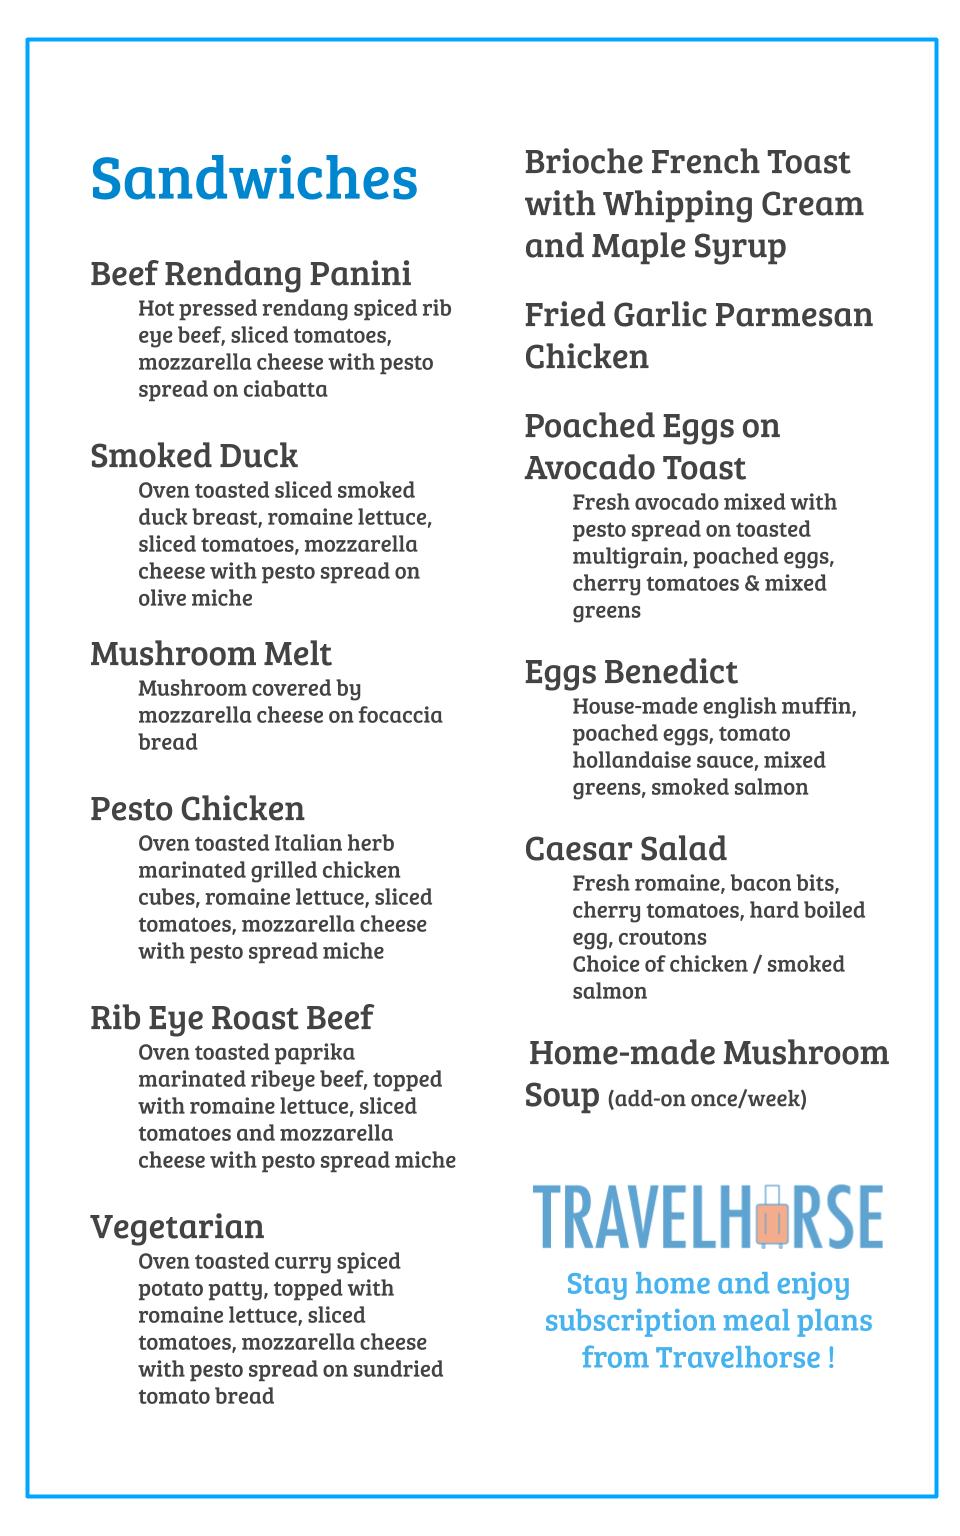 Sandwiches
Beef Rendang Panini
Hot pressed rendang spiced rib
eye beef, sliced tomatoes,
mozzarella cheese with pesto
spread on ciabatta
Smoked Duck
Oven toasted sliced smoked
duck breast, romaine lettuce,
sliced tomatoes, mozzarella
cheese with pesto spread on
olive miche
Mushroom Melt
Mushroom covered by
mozzarella cheese on focaccia
bread
Pesto Chicken
Oven toasted Italian herb
marinated grilled chicken
cubes, romaine lettuce, sliced
tomatoes, mozzarella cheese
with pesto spread miche
Rib Eye Roast Beef
Oven toasted paprika
marinated ribeye beef, topped
with romaine lettuce, sliced
tomatoes and mozzarella
cheese with pesto spread miche
Vegetarian
Oven toasted curry spiced
potato patty, topped with
romaine lettuce, sliced
tomatoes, mozzarella cheese
with pesto spread on sundried
tomato bread
Brioche French Toast
with Whipping Cream
and Maple Syrup
Fried Garlic Parmesan
Chicken
Poached Eggs on
Avocado Toast
Fresh avocado mixed with
pesto spread on toasted
multigrain, poached eggs,
cherry tomatoes & mixed
greens
Eggs Benedict
House-made english muffin,
poached eggs, tomato
hollandaise sauce, mixed
greens, smoked salmon
Caesar Salad
Fresh romaine, bacon bits,
cherry tomatoes, hard boiled
egg, croutons
Choice of chicken / smoked
salmon
Home-made Mushroom
Soup (add-on once/week)
TRAVELHORSE
Stay home and enjoy
subscription meal plans
from Travelhorse !